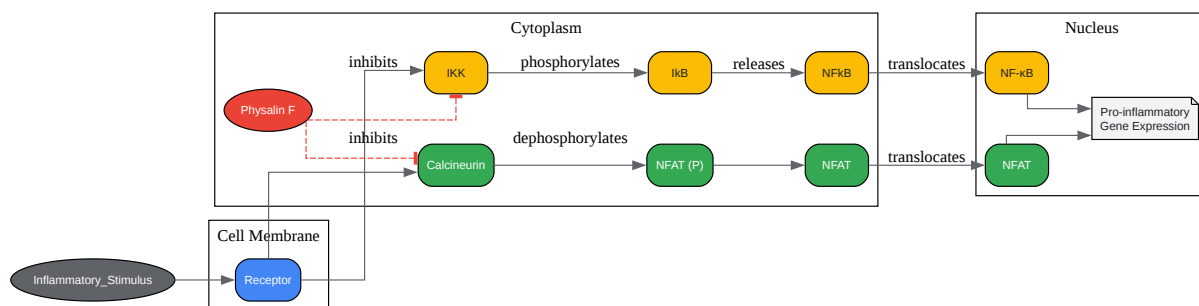 Cytoplasm
Nucleus
inhibits
IKK
phosphorylates
IkB
releases
NFkB
translocates
NF-κB
Physalin F
Pro-inflammatory
Gene Expression
inhibits
Calcineurin
dephosphorylates
NFAT (P)
NFAT
translocates
NFAT
Cell Membrane
Inflammatory_Stimulus
Receptor